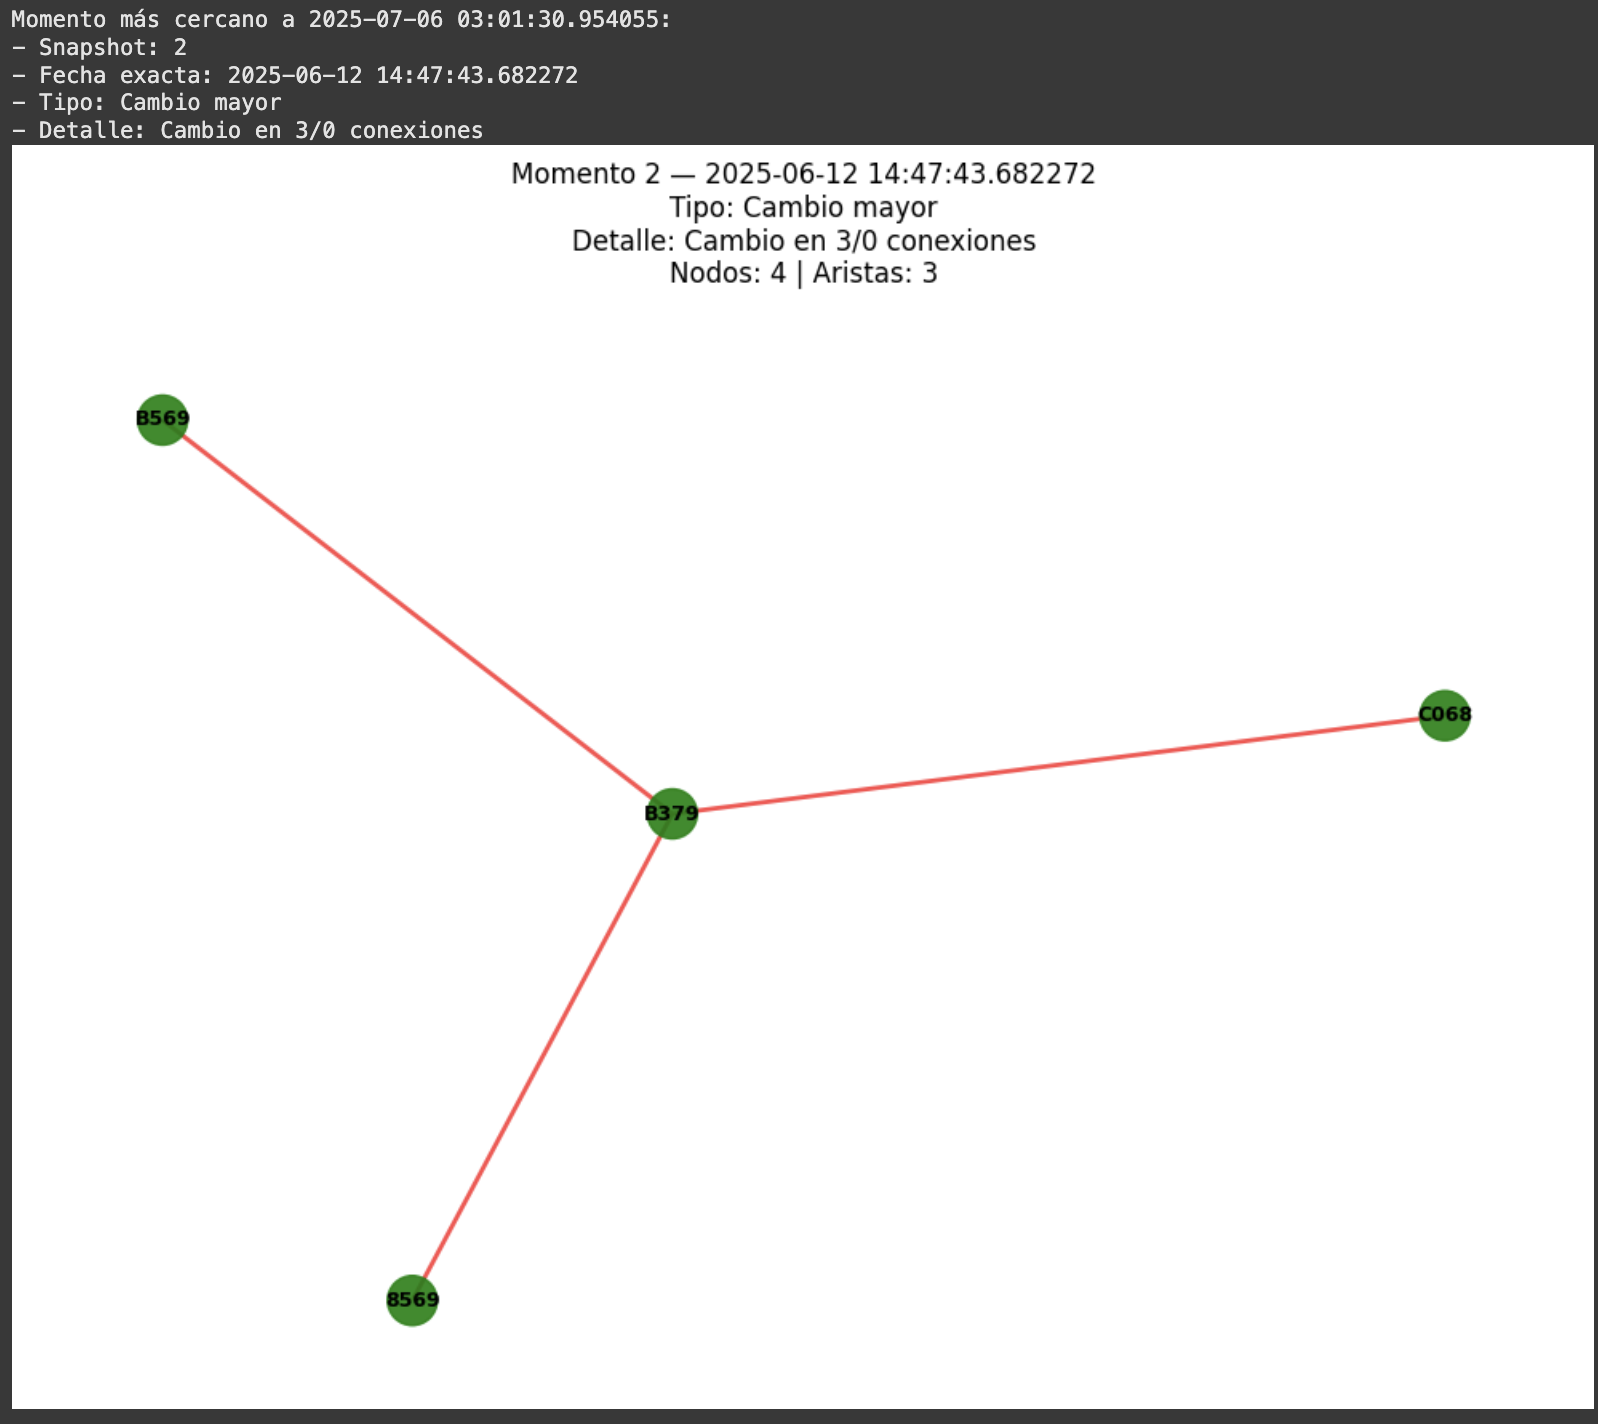 Momento más cercano a 2025-07-06 03:01:30.954055:
- Snapshot: 2
- Fecha exacta: 2025-06-12 14:47:43.682272
- Tipo: Cambio mayor
- Detalle: Cambio en 3/0 conexiones
Momento 2 — 2025-06-12 14:47:43.682272
Tipo: Cambio mayor
Detalle: Cambio en 3/0 conexiones
Nodos: 4 | Aristas: 3
B569
C068
B379
8569